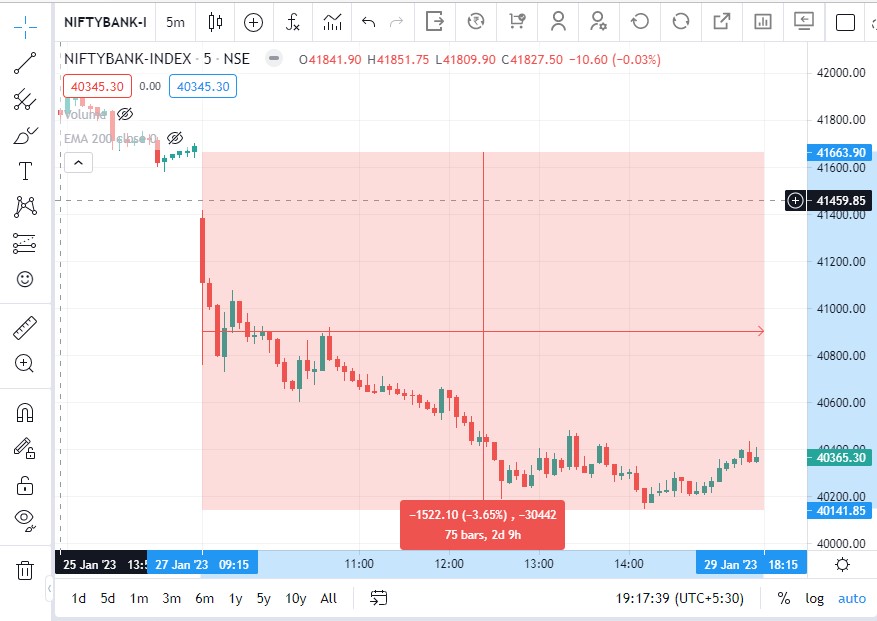 NIFTYBANK-I 5m
NIFTYBANK-INDEX · 5 · NSE O41841.90 H41851.75 L41809.90 C41827.50 −10.60 (−0.03%)
40345.30 0.00 40345.30
Volume
EMA 200 close 0
42000.00
41800.00
41663.90
41600.00
41459.85
41400.00
41200.00
41000.00
40800.00
40600.00
40400.00
40365.30
40200.00
40141.85
40000.00
−1522.10 (−3.65%) , −30442
75 bars, 2d 9h
25 Jan '23 13:5 27 Jan '23 09:15 11:00 12:00 13:00 14:00 29 Jan '23 18:15
1d 5d 1m 3m 6m 1y 5y 10y All 19:17:39 (UTC+5:30) % log auto